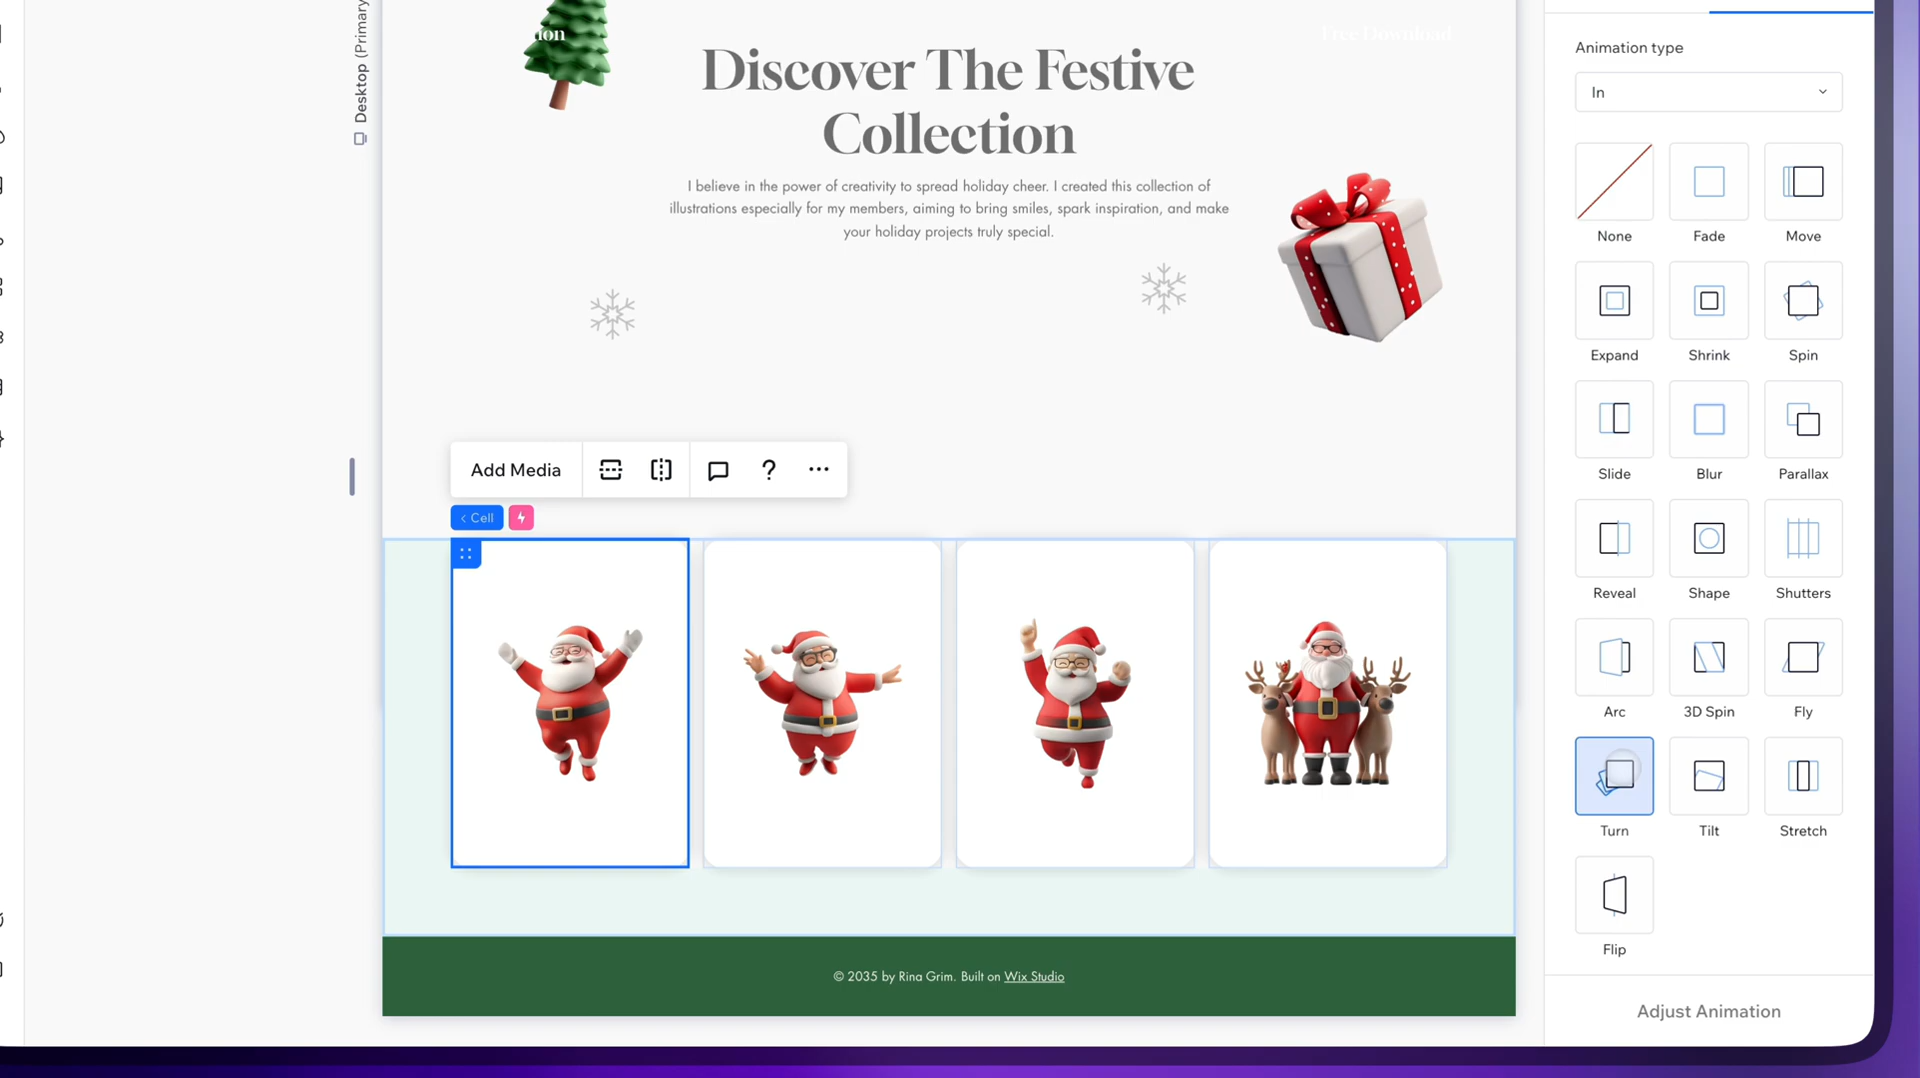 Desktop (Primary)
ion
Free Download
Discover The Festive
Collection
I believe in the power of creativity to spread holiday cheer. I created this collection of
illustrations especially for my members, aiming to bring smiles, spark inspiration, and make
your holiday projects truly special.
Add Media
?
< Cell
© 2035 by Rina Grim. Built on Wix Studio
Animation type
In
None
Fade
Move
Expand
Shrink
Spin
Slide
Blur
Parallax
Reveal
Shape
Shutters
Arc
3D Spin
Fly
Turn
Tilt
Stretch
Flip
Adjust Animation